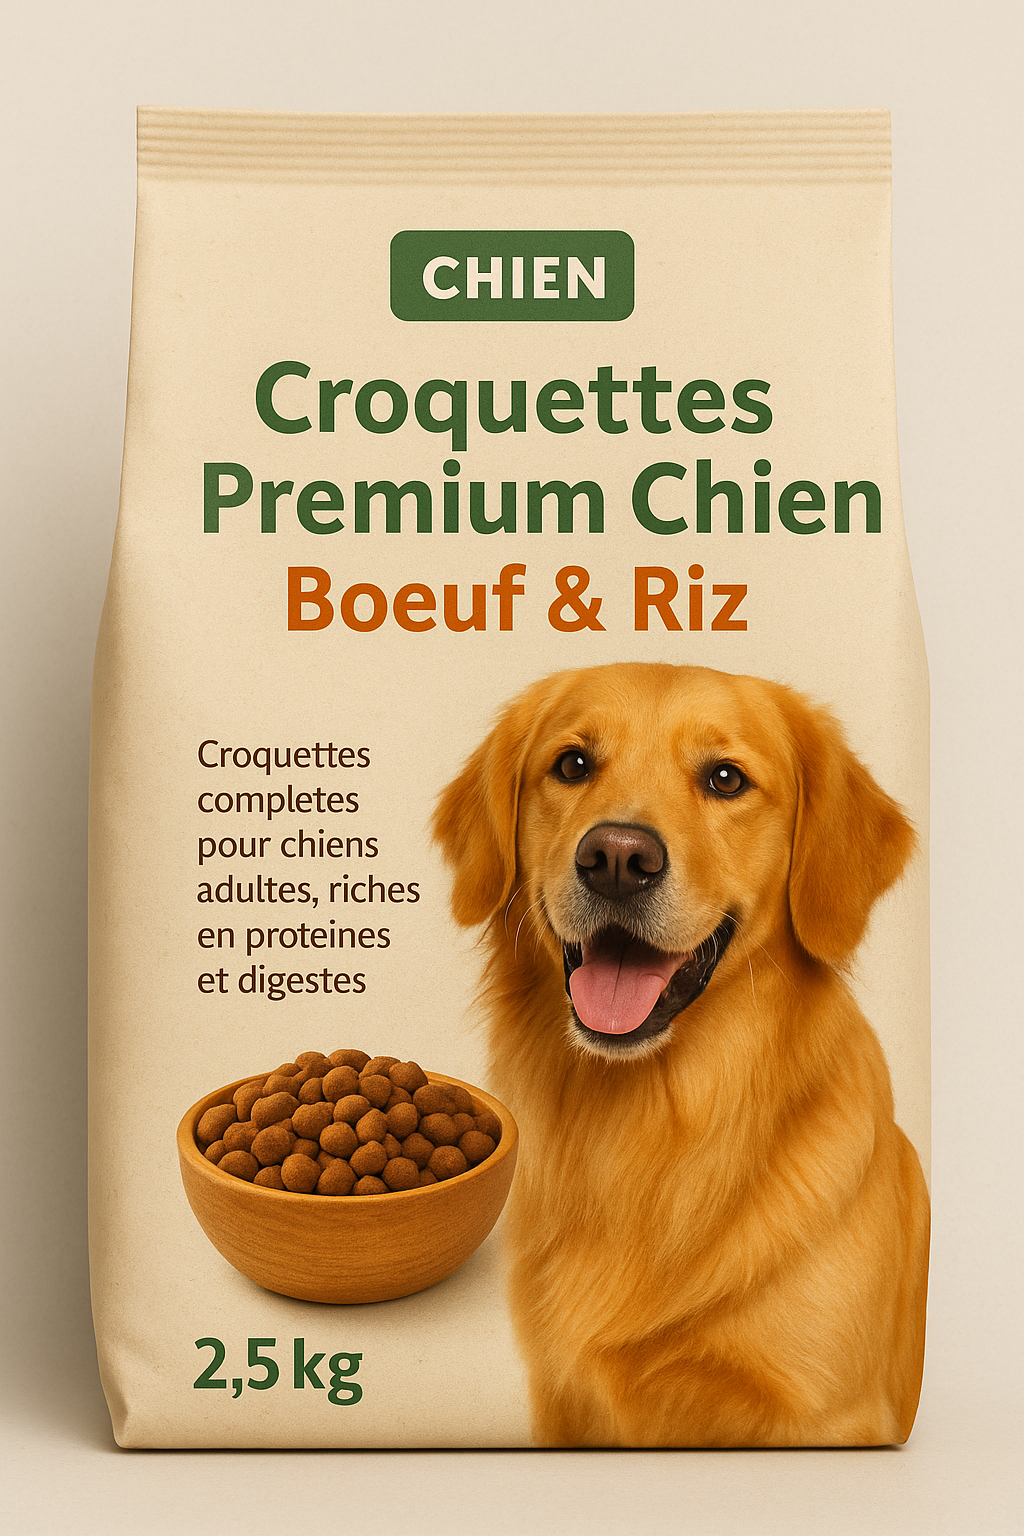 CHIEN
Croquettes
Premium Chien
Boeuf & Riz
Croquettes
completes
pour chiens
adultes, riches
en proteines
et digestes
2,5 kg